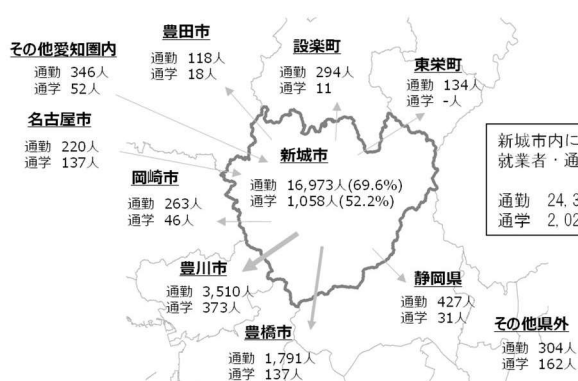 豊田市
通勤 118人
通学 18人
設楽町
通勤 294人
通学 11
東栄町
通勤 134人
通学 -人
その他愛知圏内
通勤 346人
通学 52人
名古屋市
通勤 220人
通学 137人
新城市
通勤 16,973人(69.6%)
通学 1,058人(52.2%)
新城市内に
就業者・通
通勤 24,3
通学 2,02
岡崎市
通勤 263人
通学 46人
豊川市
通勤 3,510人
通学 373人
豊橋市
通勤 1,791人
通学 137人
静岡県
通勤 427人
通学 31人
その他県外
通勤 304人
通学 162人